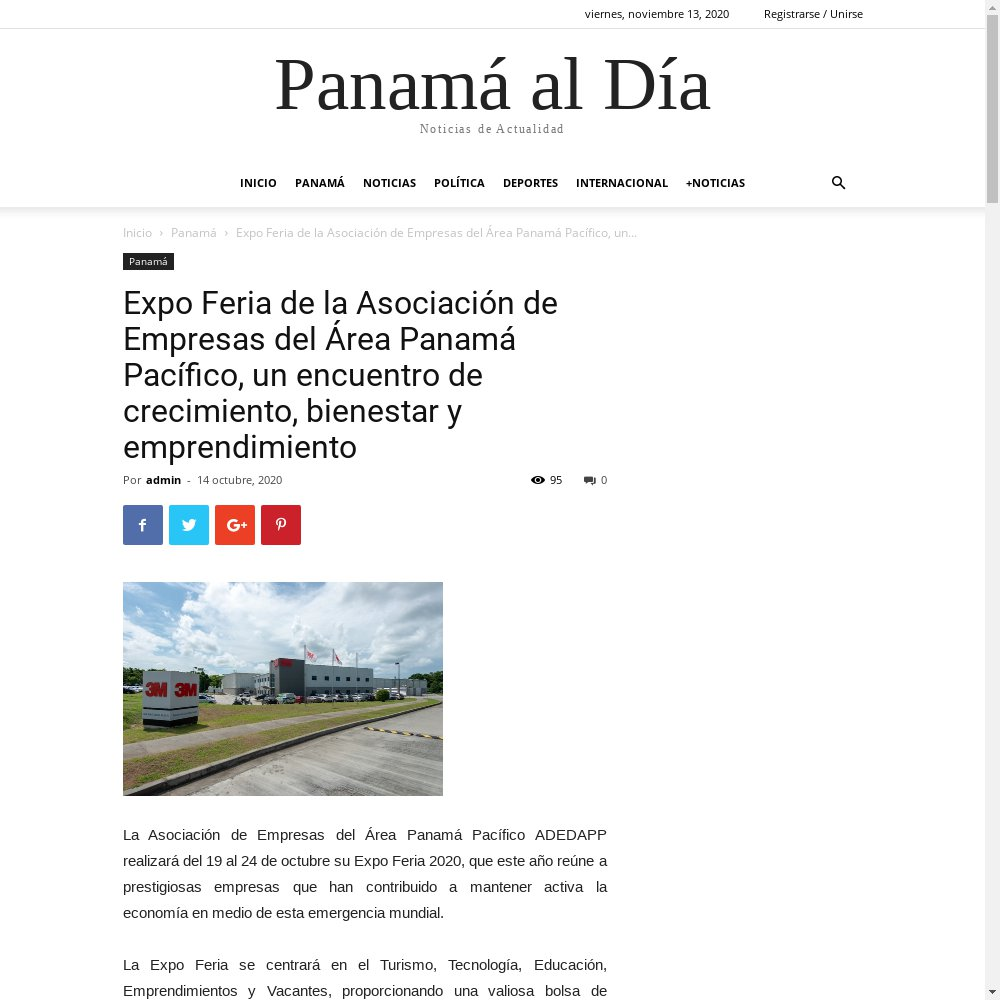 viernes, noviembre 13, 2020 Registrarse / Unirse
Panamá al Día
Noticias de Actualidad
INICIO PANAMÁ NOTICIAS POLÍTICA DEPORTES INTERNACIONAL +NOTICIAS
Inicio › Panamá › Expo Feria de la Asociación de Empresas del Área Panamá Pacífico, un...
Panamá
Expo Feria de la Asociación de
Empresas del Área Panamá
Pacífico, un encuentro de
crecimiento, bienestar y
emprendimiento
Por admin - 14 octubre, 2020 95 0
3M 3M
La Asociación de Empresas del Área Panamá Pacífico ADEDAPP
realizará del 19 al 24 de octubre su Expo Feria 2020, que este año reúne a
prestigiosas empresas que han contribuido a mantener activa la
economía en medio de esta emergencia mundial.
La Expo Feria se centrará en el Turismo, Tecnología, Educación,
Emprendimientos y Vacantes, proporcionando una valiosa bolsa de